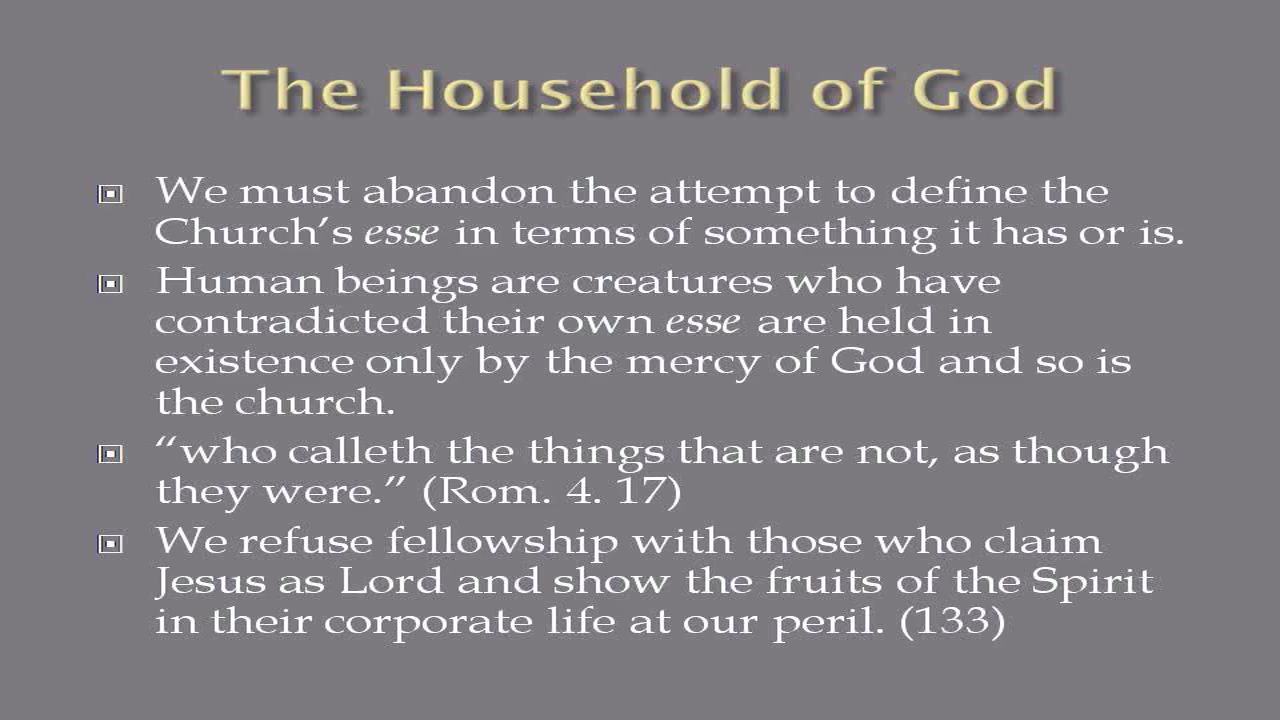 The Household of God
We must abandon the attempt to define the
Church’s esse in terms of something it has or is.
Human beings are creatures who have
contradicted their own esse are held in
existence only by the mercy of God and so is
the church.
“who calleth the things that are not, as though
they were.” (Rom. 4. 17)
We refuse fellowship with those who claim
Jesus as Lord and show the fruits of the Spirit
in their corporate life at our peril. (133)